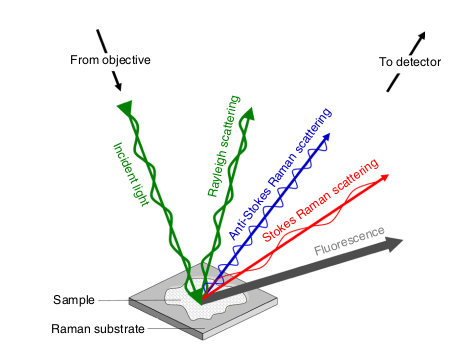 From objective
To detector
Incident light
Rayleigh scattering
Anti-Stokes Raman scattering
Stokes Raman scattering
Fluorescence
Sample
Raman substrate